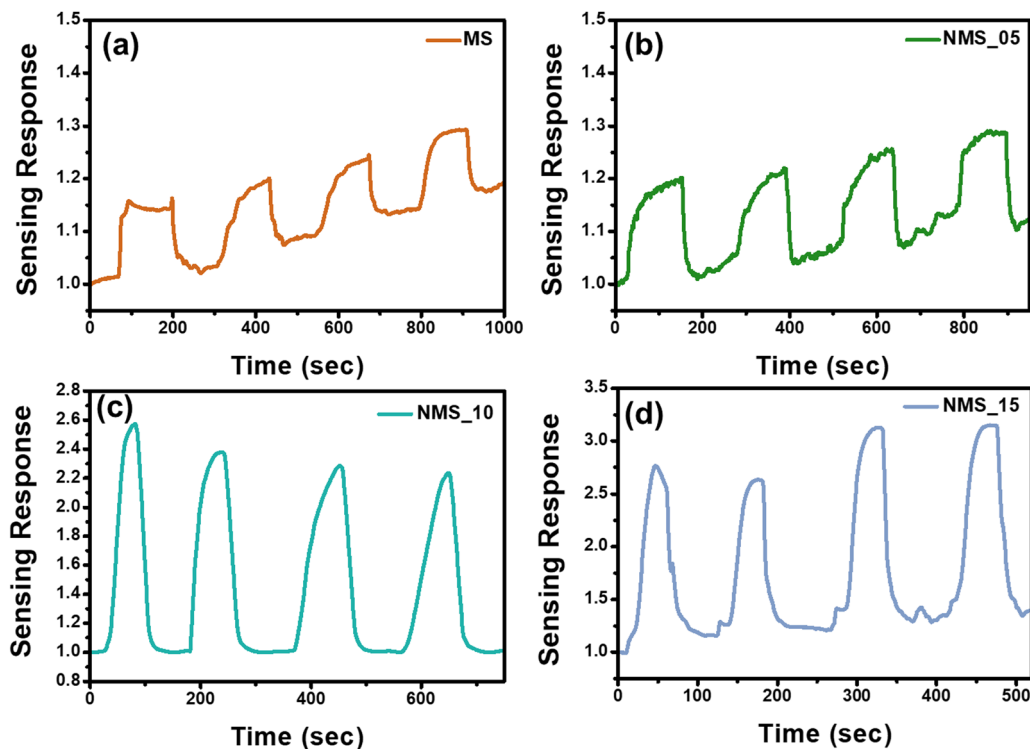 (a)
MS
1.5
1.4
1.3
1.2
1.1
1.0
Sensing Response
0 200 400 600 800 1000
Time (sec)
(b)
NMS_05
1.5
1.4
1.3
1.2
1.1
1.0
Sensing Response
0 200 400 600 800
Time (sec)
(c)
NMS_10
2.8
2.6
2.4
2.2
2.0
1.8
1.6
1.4
1.2
1.0
0.8
Sensing Response
0 200 400 600
Time (sec)
(d)
NMS_15
3.5
3.0
2.5
2.0
1.5
1.0
Sensing Response
0 100 200 300 400 500
Time (sec)